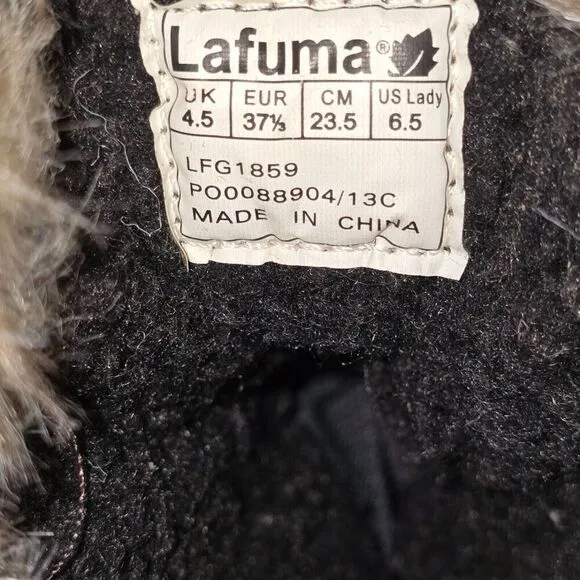 Lafuma®
UK EUR CM US Lady
4.5 37⅓ 23.5 6.5
LFG1859
PO0088904/13C
MADE IN CHINA